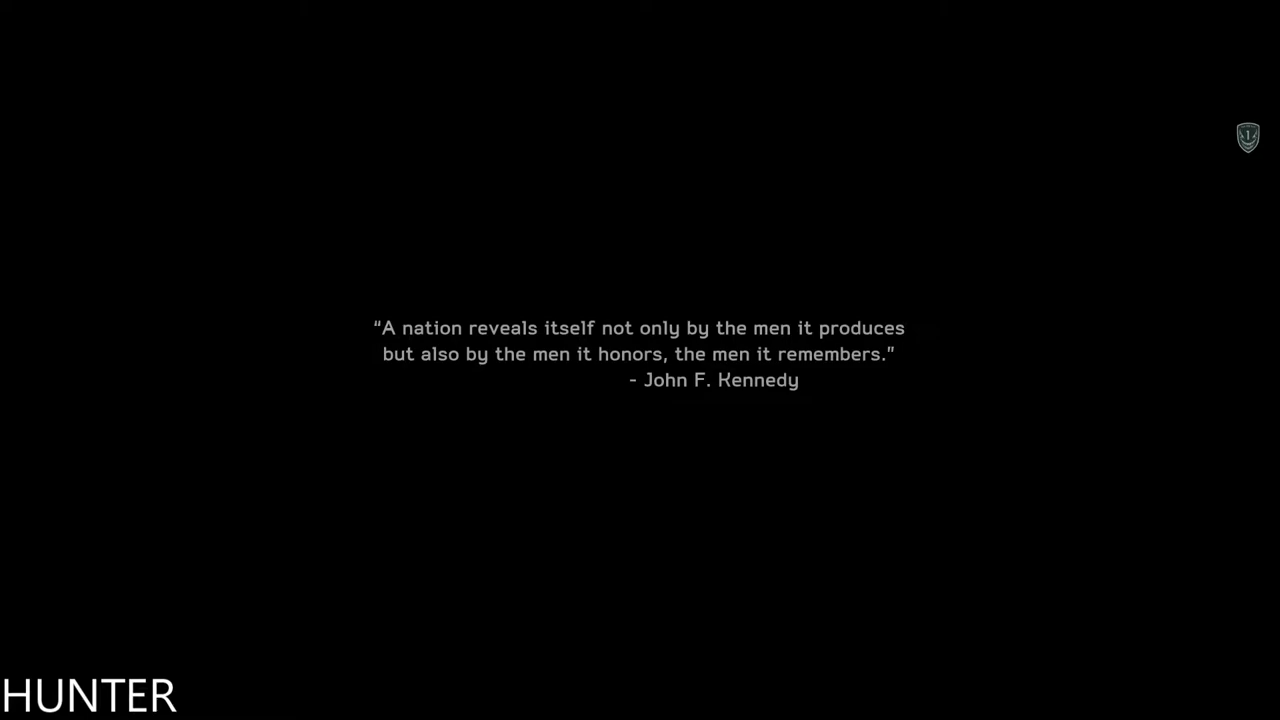 “A nation reveals itself not only by the men it produces
but also by the men it honors, the men it remembers.”
- John F. Kennedy
1
HUNTER